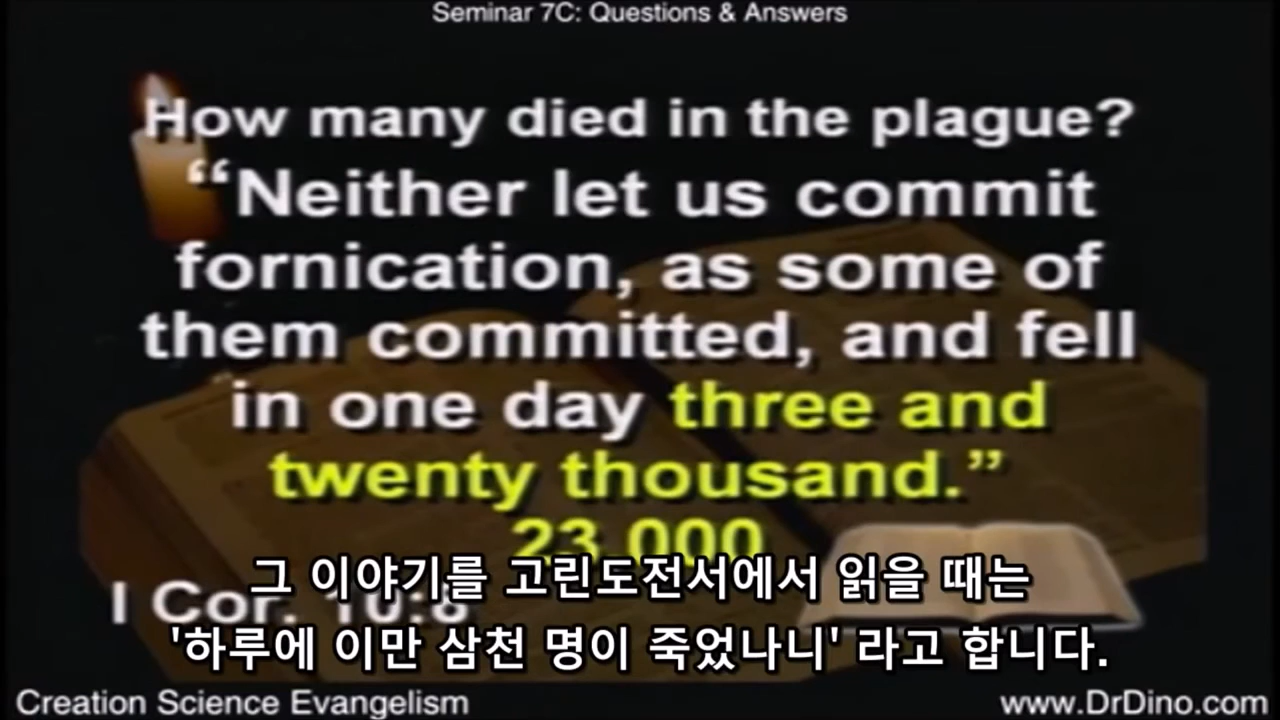 Seminar 7C: Questions & Answers
How many died in the plague?
“Neither let us commit
fornication, as some of
them committed, and fell
in one day three and
twenty thousand.”
23,000
I Cor. 10:8
그 이야기를 고린도전서에서 읽을 때는
'하루에 이만 삼천 명이 죽었나니' 라고 합니다.
Creation Science Evangelism
www.DrDino.com